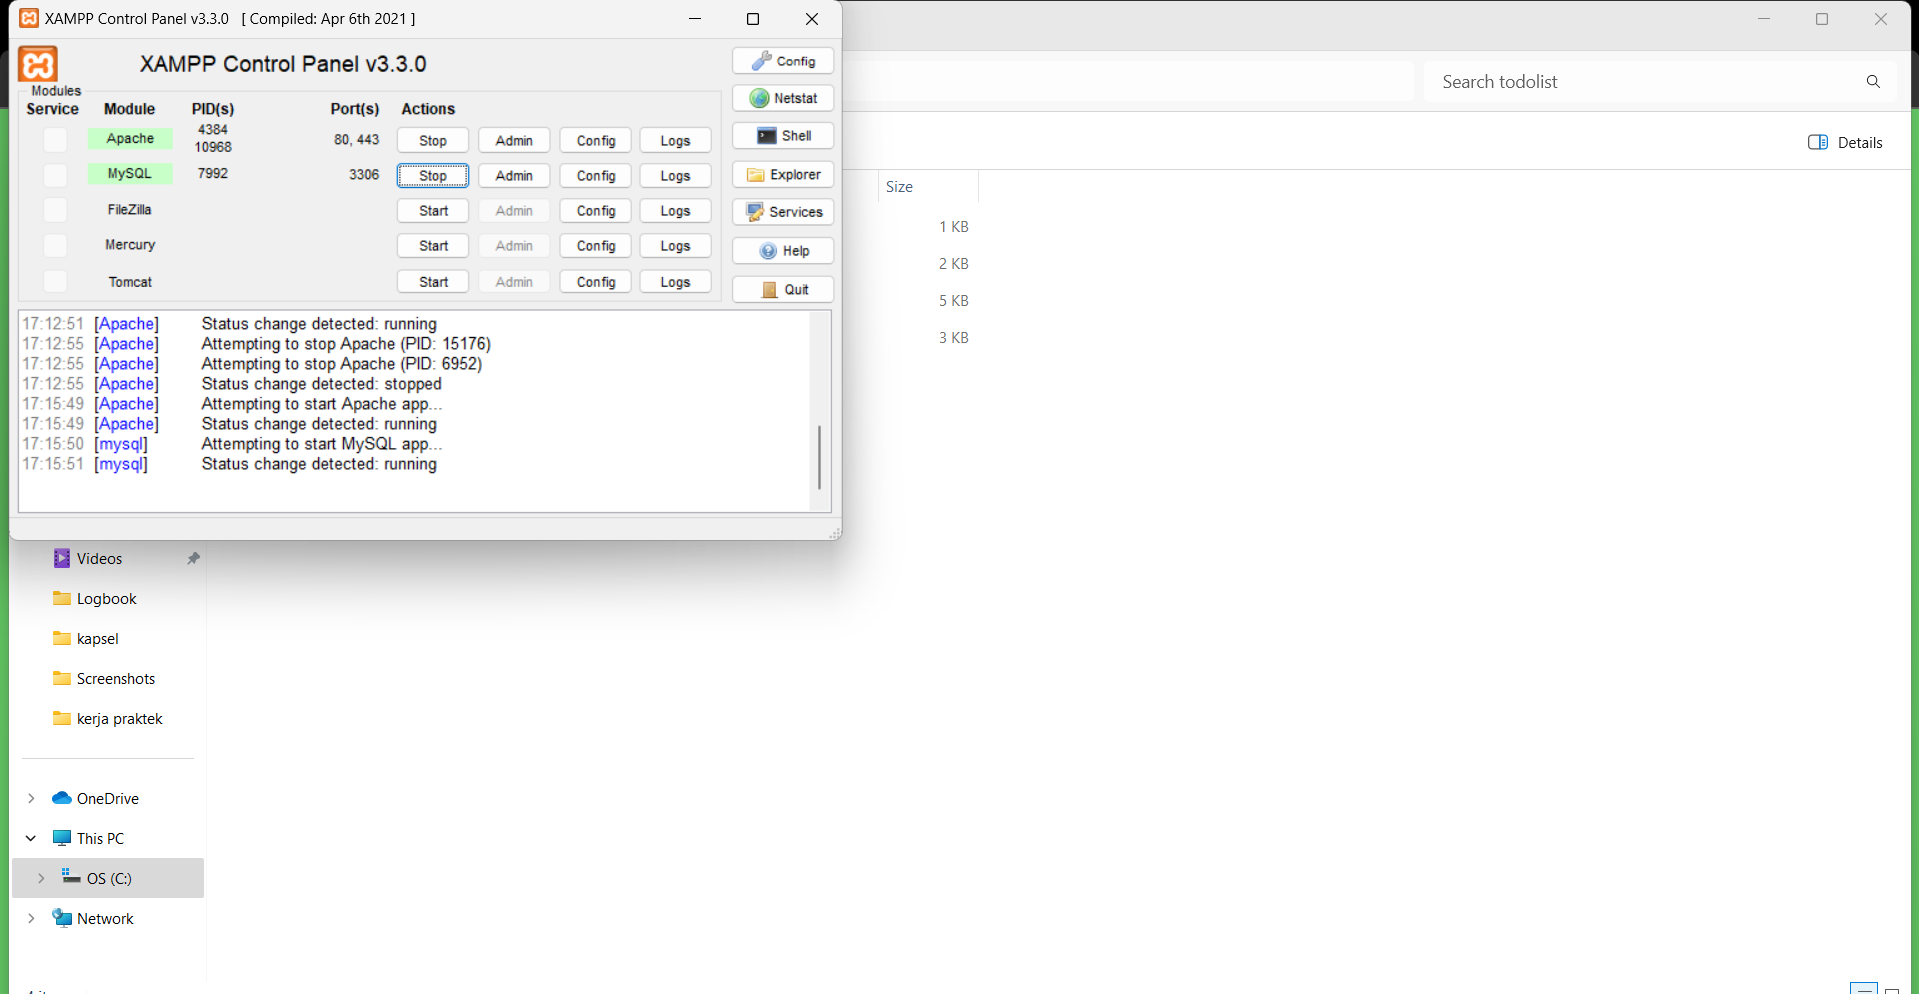 XAMPP Control Panel v3.3.0 [ Compiled: Apr 6th 2021 ]
XAMPP Control Panel v3.3.0
Config
Modules
Service Module PID(s) Port(s) Actions
Netstat
Apache 4384 10968 80, 443 Stop Admin Config Logs
Shell
MySQL 7992 3306 Stop Admin Config Logs
Explorer
FileZilla Start Admin Config Logs
Services
Mercury Start Admin Config Logs
Help
Tomcat Start Admin Config Logs
Quit
17:12:51 [Apache] Status change detected: running
17:12:55 [Apache] Attempting to stop Apache (PID: 15176)
17:12:55 [Apache] Attempting to stop Apache (PID: 6952)
17:12:55 [Apache] Status change detected: stopped
17:15:49 [Apache] Attempting to start Apache app...
17:15:49 [Apache] Status change detected: running
17:15:50 [mysql] Attempting to start MySQL app...
17:15:51 [mysql] Status change detected: running
Search todolist
Details
Size
1 KB
2 KB
5 KB
3 KB
Videos
Logbook
kapsel
Screenshots
kerja praktek
OneDrive
This PC
OS (C:)
Network